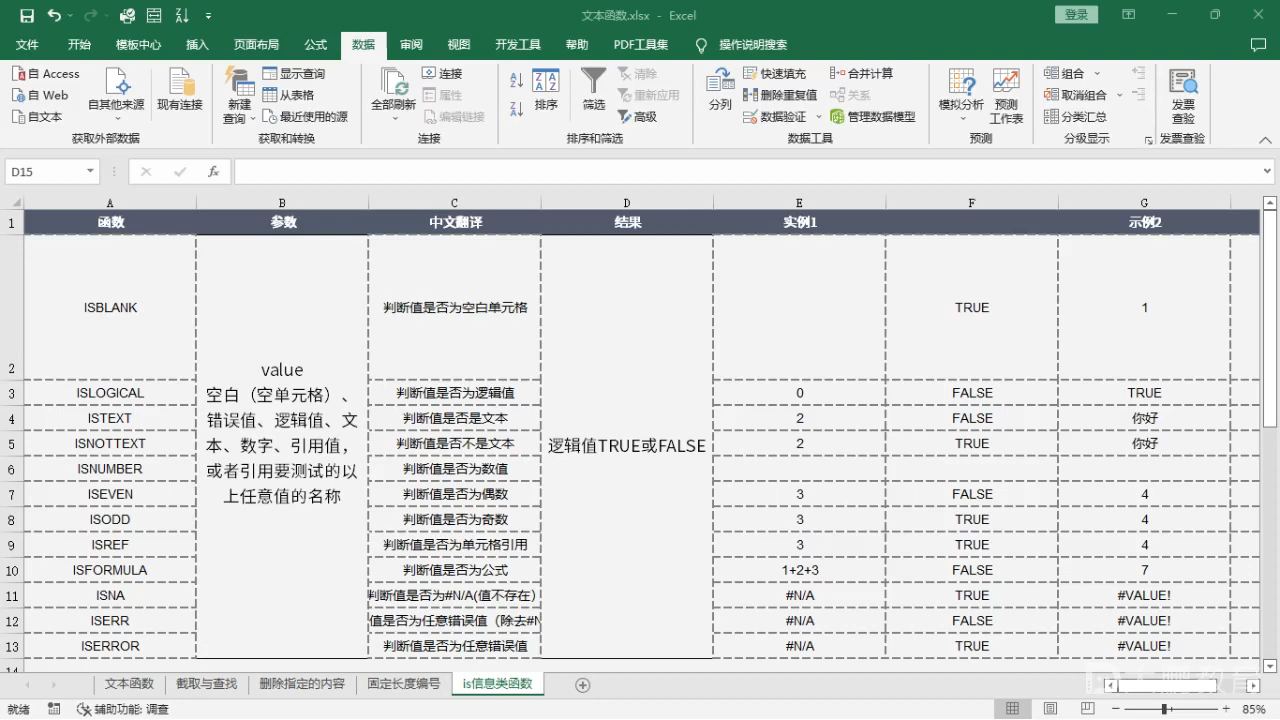 文本函数.xlsx - Excel
登录
文件 开始 模板中心 插入 页面布局 公式 数据 审阅 视图 开发工具 帮助 PDF工具集 操作说明搜索
自 Access
自 Web
自文本
自其他来源
现有连接
获取外部数据
新建
查询
显示查询
从表格
最近使用的源
获取和转换
全部刷新
连接
属性
编辑链接
连接
排序
筛选
清除
重新应用
高级
排序和筛选
分列
快速填充
删除重复值
数据验证
合并计算
关系
管理数据模型
数据工具
模拟分析
预测
工作表
预测
组合
取消组合
分类汇总
分级显示
发票
查验
发票查验
D15
fx
A B C D E F G
1 函数 参数 中文翻译 结果 实例1 示例2
2 ISBLANK 判断值是否为空白单元格 TRUE 1
value
空白（空单元格）、
错误值、逻辑值、文
本、数字、引用值，
或者引用要测试的以
上任意值的名称
逻辑值TRUE或FALSE
3 ISLOGICAL 判断值是否为逻辑值 0 FALSE TRUE
4 ISTEXT 判断值是否是文本 2 FALSE 你好
5 ISNOTTEXT 判断值是否不是文本 2 TRUE 你好
6 ISNUMBER 判断值是否为数值
7 ISEVEN 判断值是否为偶数 3 FALSE 4
8 ISODD 判断值是否为奇数 3 TRUE 4
9 ISREF 判断值是否为单元格引用 3 TRUE 4
10 ISFORMULA 判断值是否为公式 1+2+3 FALSE 7
11 ISNA 判断值是否为#N/A(值不存在） #N/A TRUE #VALUE!
12 ISERR 值是否为任意错误值（除去#N #N/A FALSE #VALUE!
13 ISERROR 判断值是否为任意错误值 #N/A TRUE #VALUE!
文本函数 截取与查找 删除指定的内容 固定长度编号 is信息类函数
就绪 辅助功能: 调查 85%